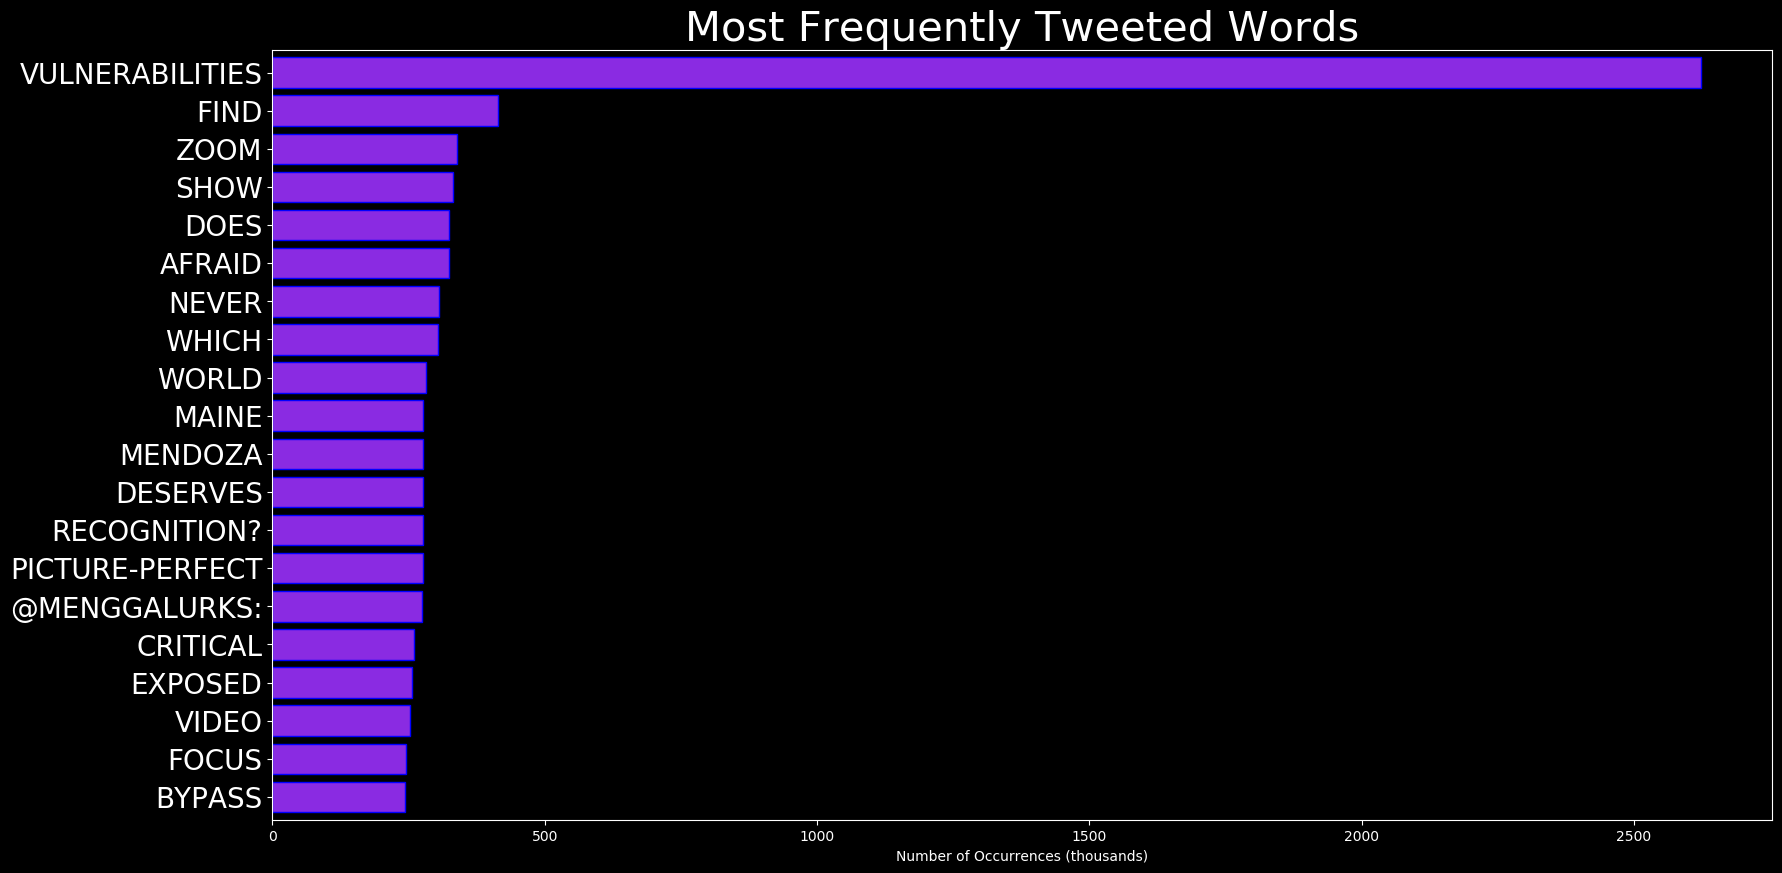 Most Frequently Tweeted Words
VULNERABILITIES
FIND
ZOOM
SHOW
DOES
AFRAID
NEVER
WHICH
WORLD
MAINE
MENDOZA
DESERVES
RECOGNITION?
PICTURE-PERFECT
@MENGGALURKS:
CRITICAL
EXPOSED
VIDEO
FOCUS
BYPASS
0 500 1000 1500 2000 2500
Number of Occurrences (thousands)